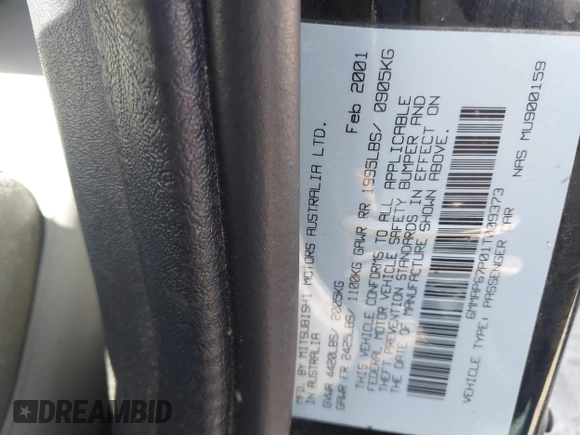 MFD. BY MITSUBISHI MOTORS AUSTRALIA LTD.
IN AUSTRALIA Feb 2001
GVWR 4420LBS/ 2005KG
GAWR FR 2425LBS/ 1100KG GAWR RR 1995LBS/ 0905KG
THIS VEHICLE CONFORMS TO ALL APPLICABLE
FEDERAL MOTOR VEHICLE SAFETY BUMPER AND
THEFT PREVENTION STANDARDS IN EFFECT ON
THE DATE OF MANUFACTURE SHOWN ABOVE.
6MMAP67P01T009373
VEHICLE TYPE: PASSENGER CAR
NAS MU900159
DREAMBID